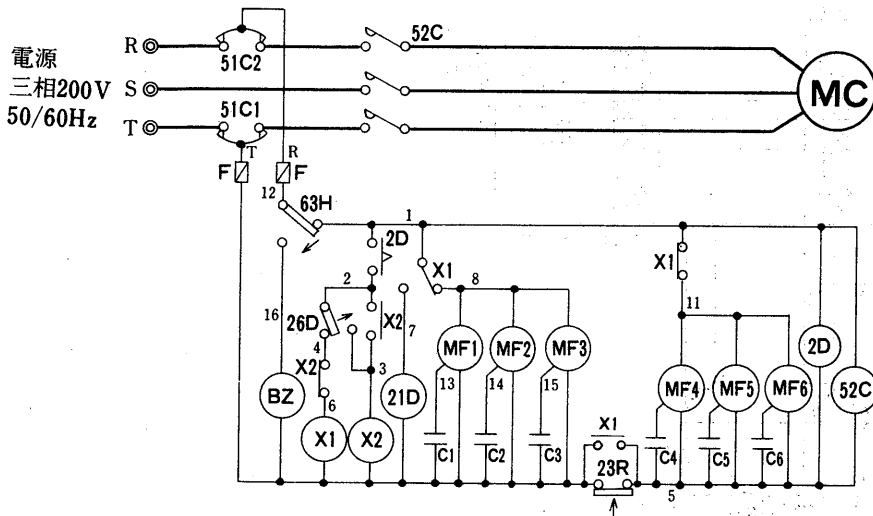 電源
三相200V
50/60Hz
R
S
T
51C2
51C1
52C
MC
T
R
F
F
12
63H
1
2D
X1
8
X1
2
11
26D
X2
7
16
4
X2
3
6
MF1
MF2
MF3
13
14
15
2D
MF4
MF5
MF6
52C
BZ
X1
X2
21D
C1
C2
C3
X1
23R
C4
C5
C6
5